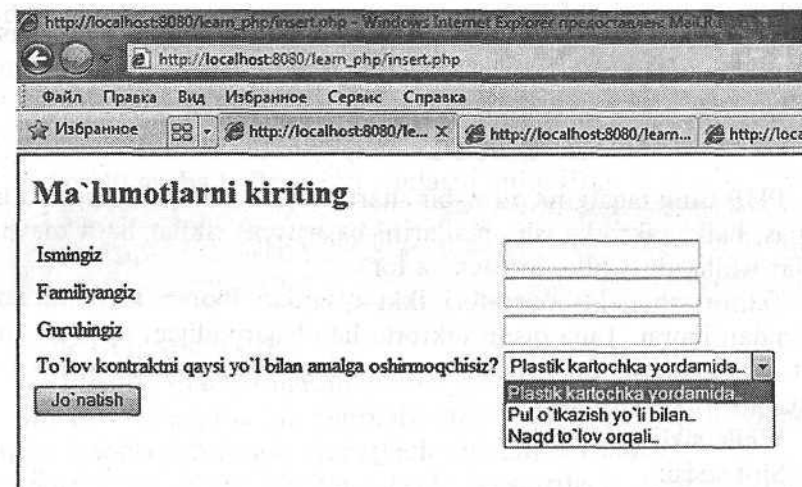 http://localhost:8080/learn_php/insert.php - Windows Internet Explorer предоставлен: Mail.R
http://localhost:8080/learn_php/insert.php
Файл Правка Вид Избранное Сервис Справка
Избранное http://localhost:8080/le... http://localhost:8080/learn... http://loca
Ma`lumotlarni kiriting
Ismingiz
Familiyangiz
Guruhingiz
To`lov kontraktni qaysi yo`l bilan amalga oshirmoqchisiz? Plastik kartochka yordamida...
Jo`natish
Plastik kartochka yordamida...
Pul o`tkazish yo`li bilan...
Naqd to`lov orqali...